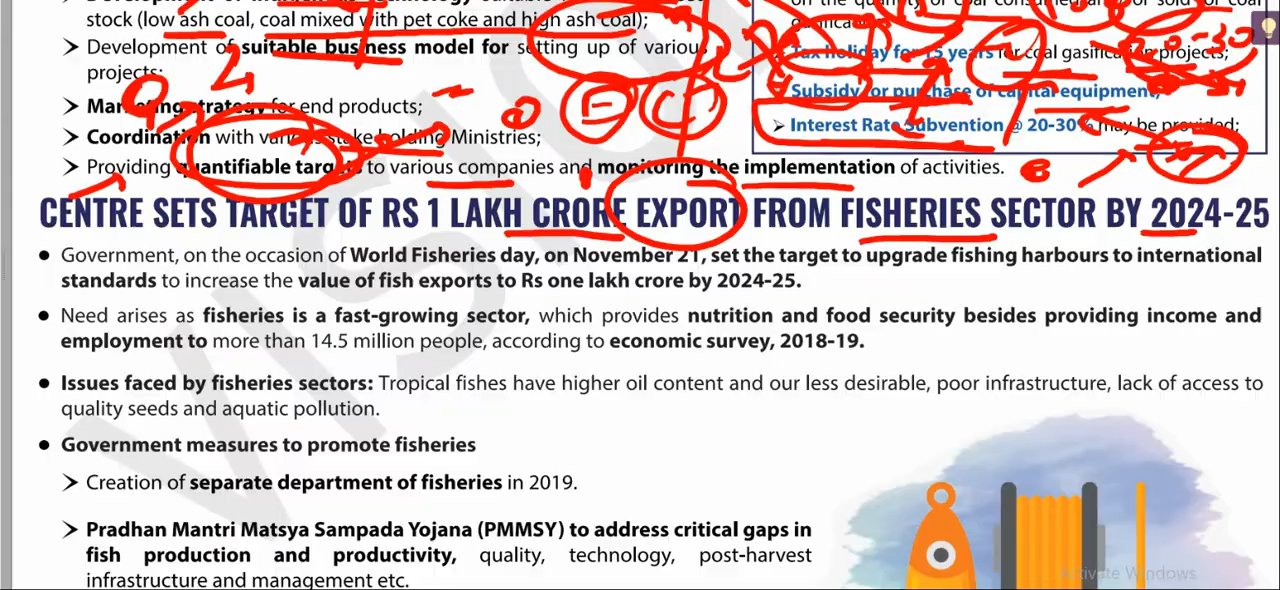 stock (low ash coal, coal mixed with pet coke and high ash coal);
➤ Development of suitable business model for setting up of various
projects;
➤ Marketing strategy for end products;
➤ Coordination with various stakeholding Ministries;
➤ Providing quantifiable targets to various companies and monitoring the implementation of activities.
Tax holiday for 15 years for coal gasification projects;
Subsidy for purchase of capital equipment;
➤ Interest Rate Subvention @ 20-30% may be provided;
CENTRE SETS TARGET OF RS 1 LAKH CRORE EXPORT FROM FISHERIES SECTOR BY 2024-25
● Government, on the occasion of World Fisheries day, on November 21, set the target to upgrade fishing harbours to international
standards to increase the value of fish exports to Rs one lakh crore by 2024-25.
● Need arises as fisheries is a fast-growing sector, which provides nutrition and food security besides providing income and
employment to more than 14.5 million people, according to economic survey, 2018-19.
● Issues faced by fisheries sectors: Tropical fishes have higher oil content and our less desirable, poor infrastructure, lack of access to
quality seeds and aquatic pollution.
● Government measures to promote fisheries
➤ Creation of separate department of fisheries in 2019.
➤ Pradhan Mantri Matsya Sampada Yojana (PMMSY) to address critical gaps in
fish production and productivity, quality, technology, post-harvest
infrastructure and management etc.
Activate Windows